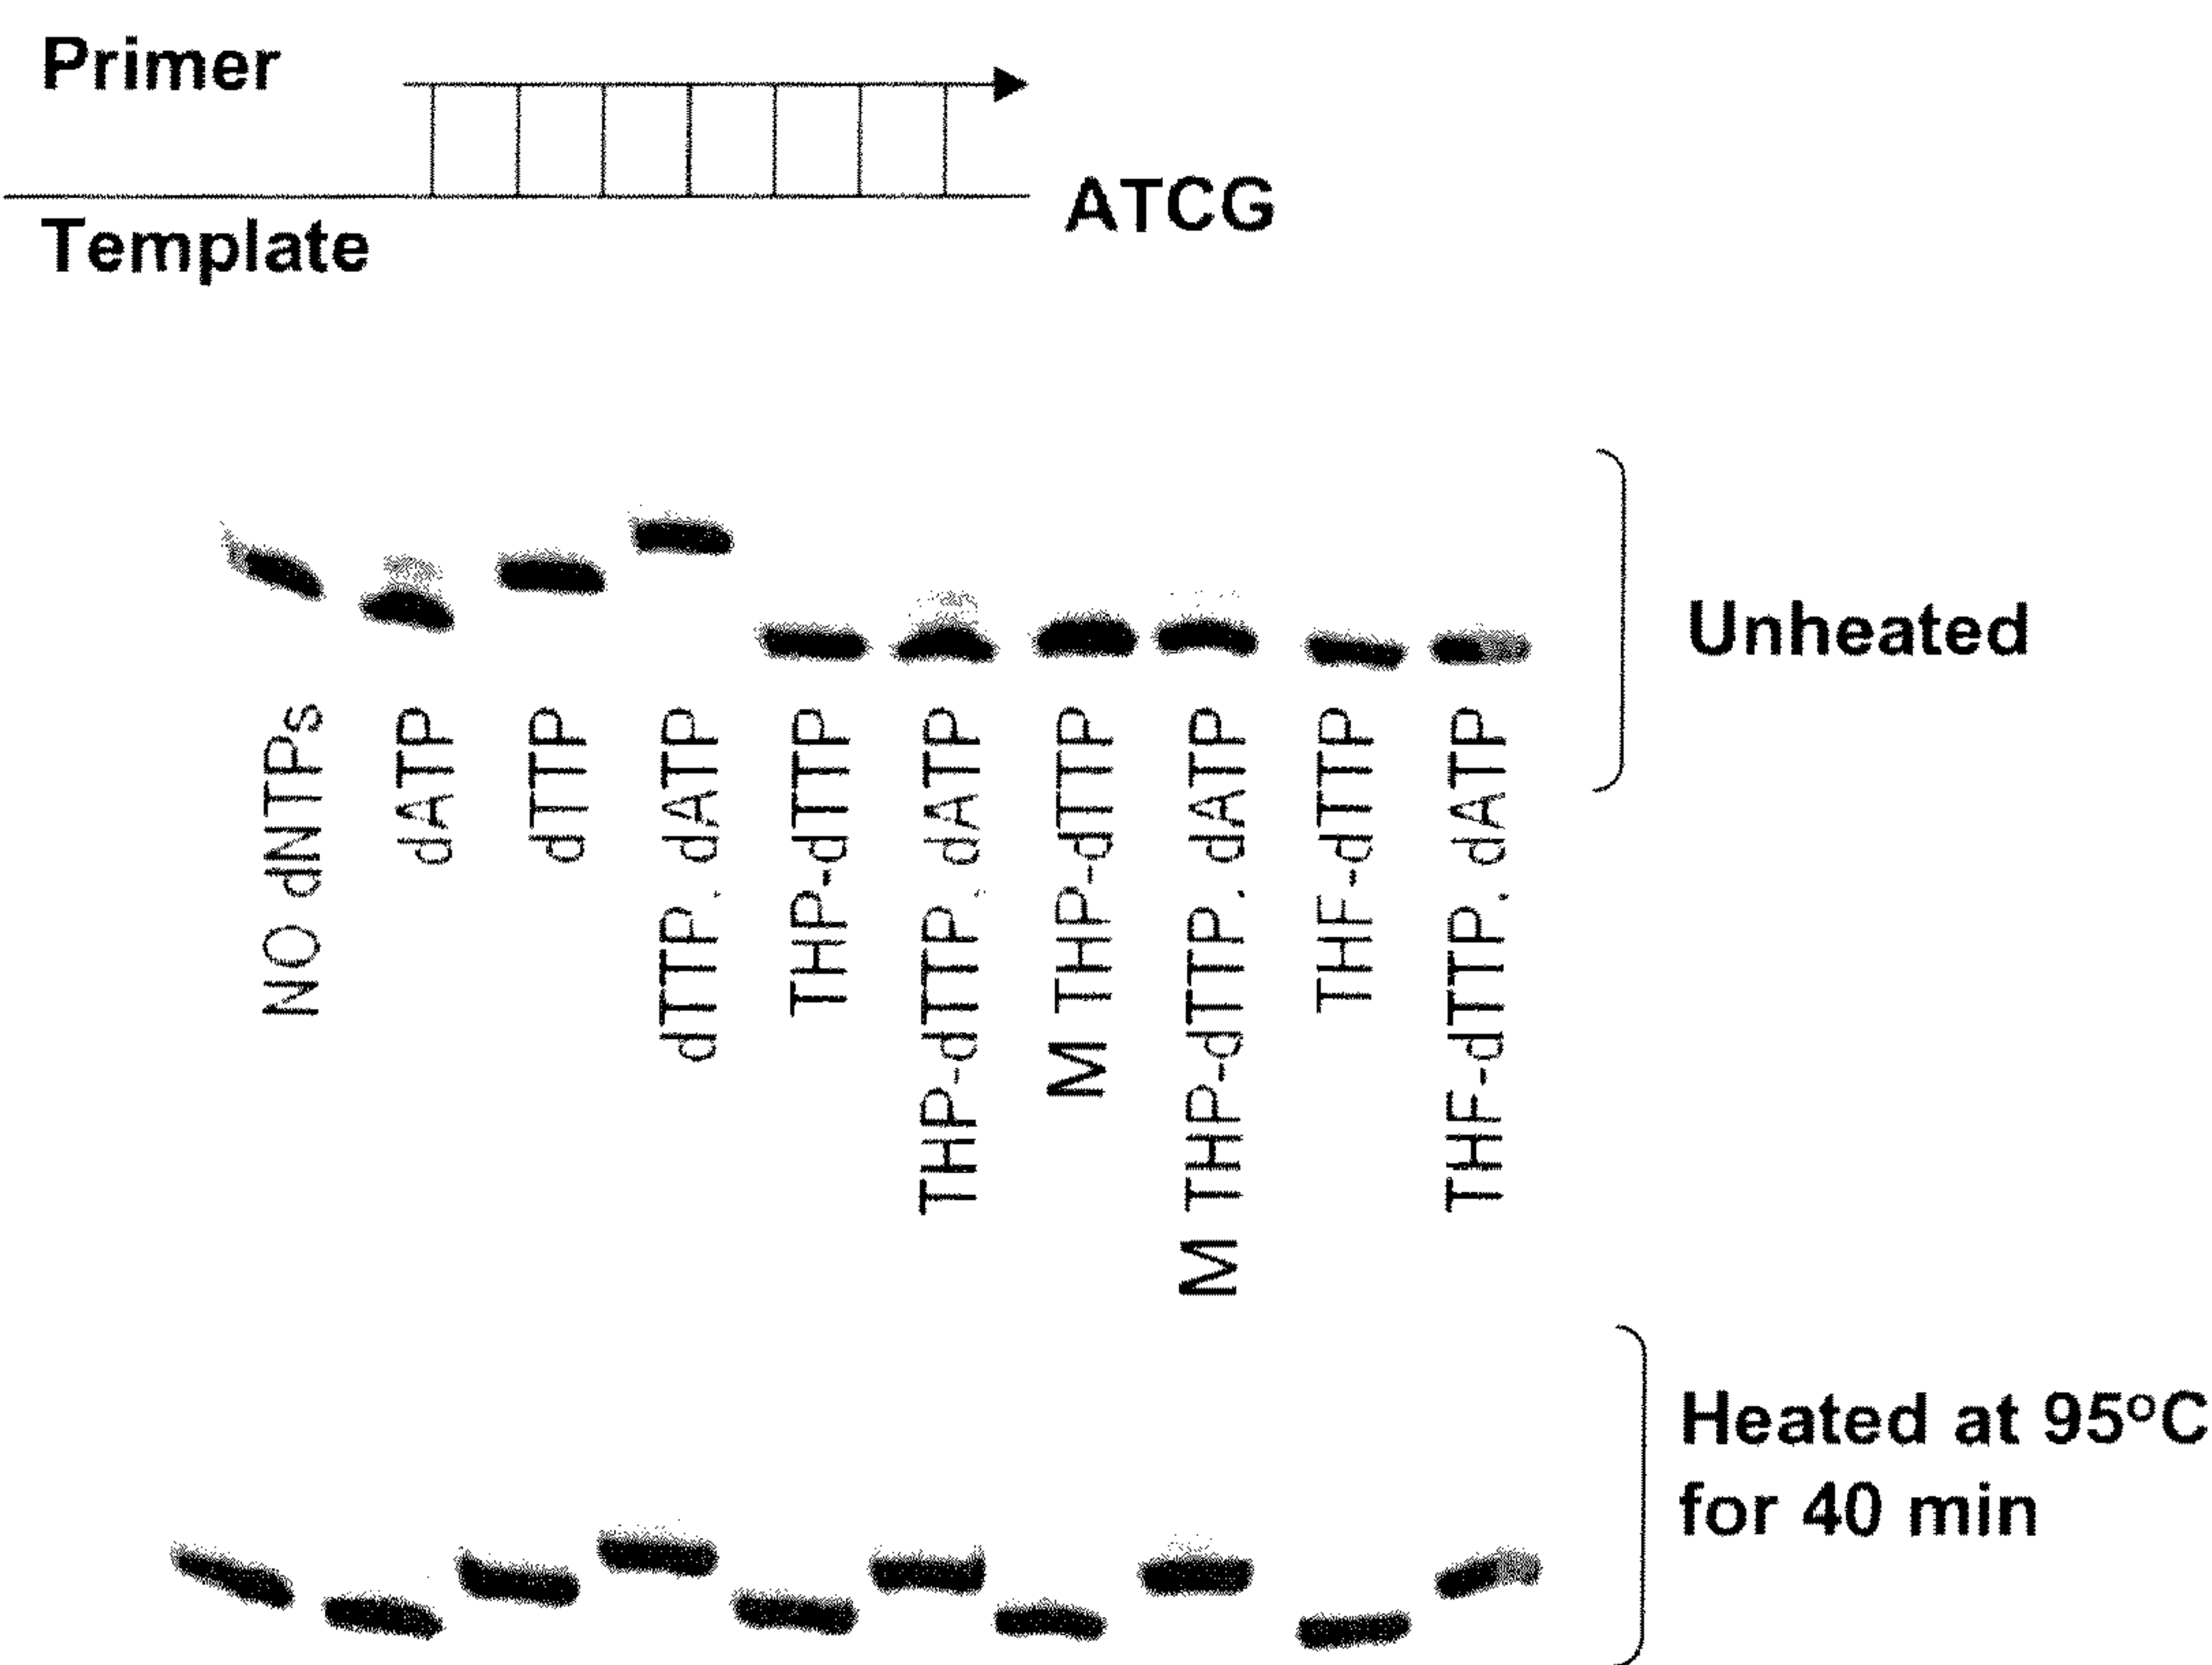 Primer
ATCG
Template
Unheated
NO dNTPs
dATP
dTTP
dTTP, dATP
THP-dTTP
THP-dTTP, dATP
M THP-dTTP
M THP-dTTP, dATP
THF-dTTP
THF-dTTP, dATP
Heated at 95°C
for 40 min